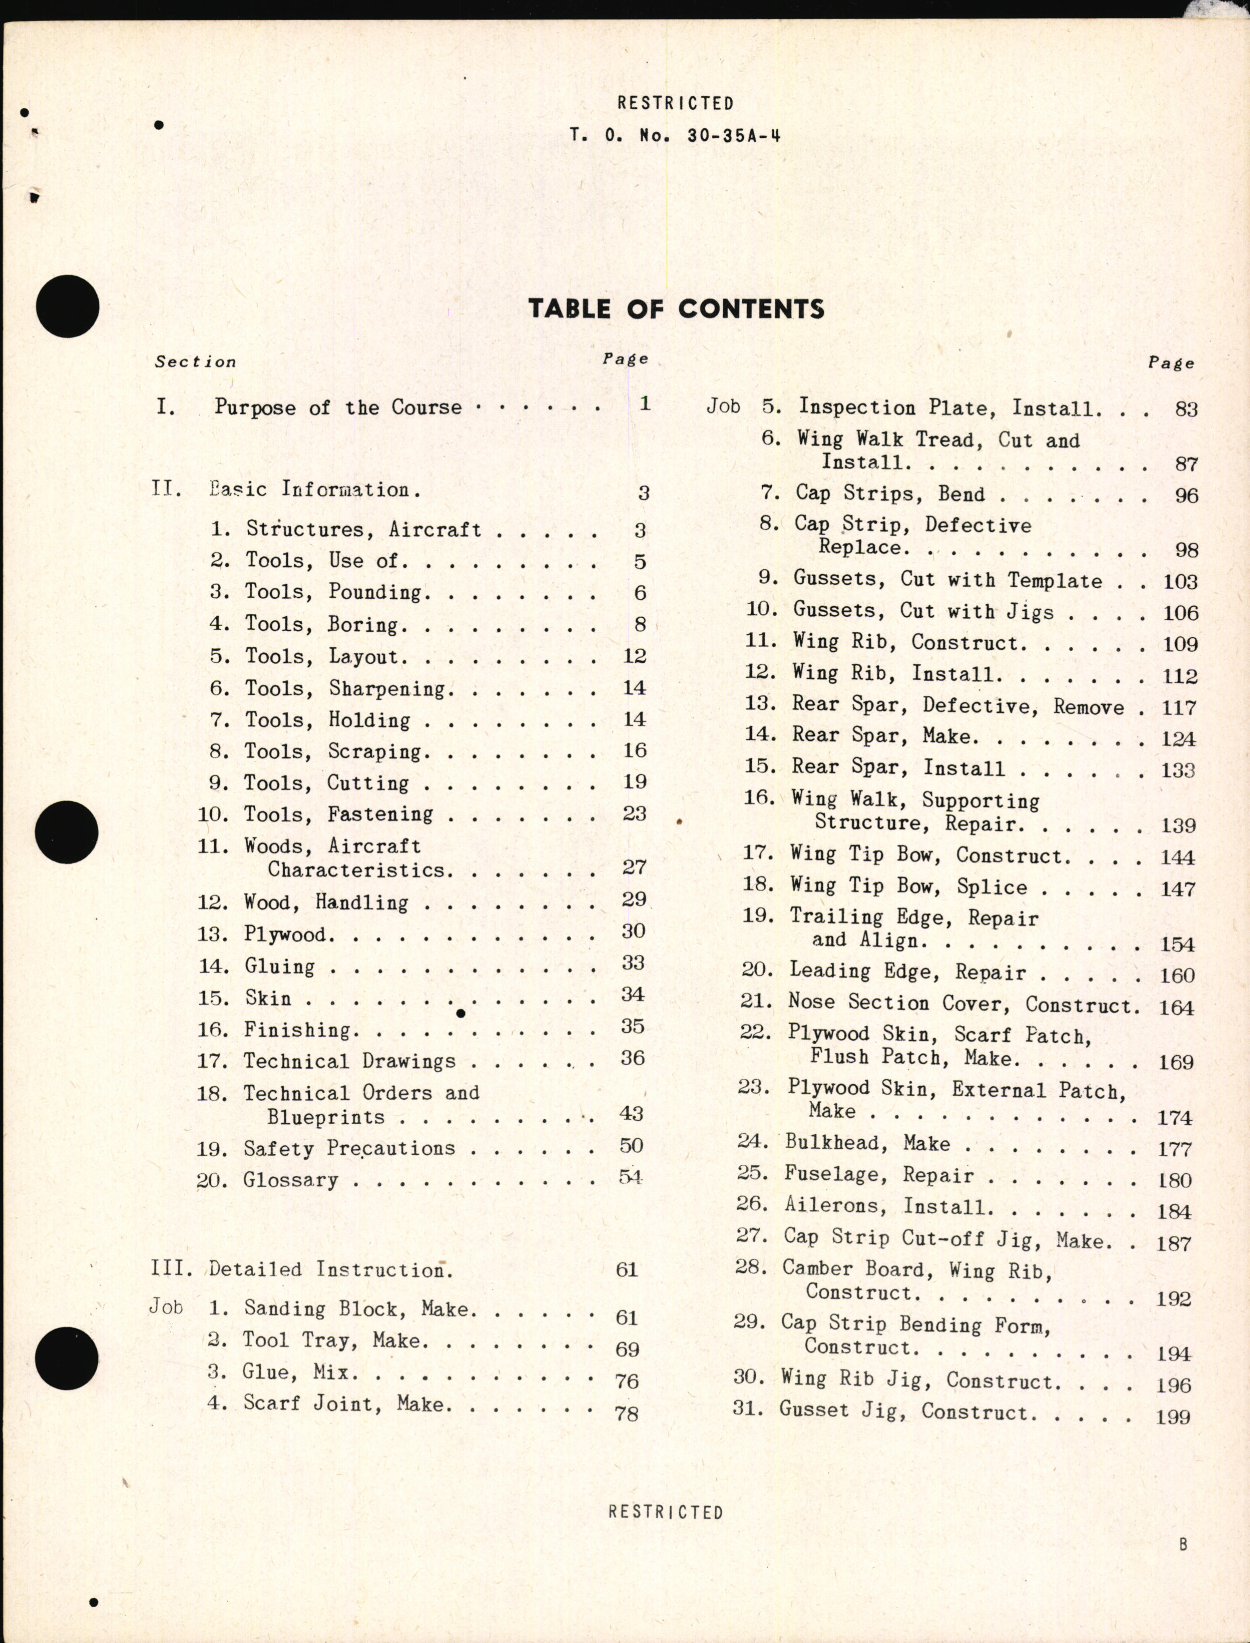 RESTRICTED
T. O. No. 30-35A-4
TABLE OF CONTENTS
Section Page
I. Purpose of the Course . . . . . . 1
II. Basic Information. 3
1. Structures, Aircraft . . . . . 3
2. Tools, Use of. . . . . . . . . 5
3. Tools, Pounding. . . . . . . . 6
4. Tools, Boring. . . . . . . . . 8
5. Tools, Layout. . . . . . . . . 12
6. Tools, Sharpening. . . . . . . 14
7. Tools, Holding . . . . . . . . 14
8. Tools, Scraping. . . . . . . . 16
9. Tools, Cutting . . . . . . . . 19
10. Tools, Fastening . . . . . . . 23
11. Woods, Aircraft
Characteristics. . . . . . . 27
12. Wood, Handling . . . . . . . . 29
13. Plywood. . . . . . . . . . . . 30
14. Gluing . . . . . . . . . . . . 33
15. Skin . . . . . . . . . . . . . . 34
16. Finishing. . . . . . . . . . . 35
17. Technical Drawings . . . . . . 36
18. Technical Orders and
Blueprints . . . . . . . . . 43
19. Safety Precautions . . . . . . 50
20. Glossary . . . . . . . . . . . 54
III. Detailed Instruction. 61
Job 1. Sanding Block, Make. . . . . . 61
2. Tool Tray, Make. . . . . . . . 69
3. Glue, Mix. . . . . . . . . . . 76
4. Scarf Joint, Make. . . . . . . 78
Page
Job 5. Inspection Plate, Install. . . 83
6. Wing Walk Tread, Cut and
Install. . . . . . . . . . . 87
7. Cap Strips, Bend . . . . . . . 96
8. Cap Strip, Defective
Replace. . . . . . . . . . . 98
9. Gussets, Cut with Template . . 103
10. Gussets, Cut with Jigs . . . . 106
11. Wing Rib, Construct. . . . . . 109
12. Wing Rib, Install. . . . . . . 112
13. Rear Spar, Defective, Remove . 117
14. Rear Spar, Make. . . . . . . . 124
15. Rear Spar, Install . . . . . . 133
16. Wing Walk, Supporting
Structure, Repair. . . . . . 139
17. Wing Tip Bow, Construct. . . . 144
18. Wing Tip Bow, Splice . . . . . 147
19. Trailing Edge, Repair
and Align. . . . . . . . . . 154
20. Leading Edge, Repair . . . . . 160
21. Nose Section Cover, Construct. 164
22. Plywood Skin, Scarf Patch,
Flush Patch, Make. . . . . . 169
23. Plywood Skin, External Patch,
Make . . . . . . . . . . . . 174
24. Bulkhead, Make . . . . . . . . 177
25. Fuselage, Repair . . . . . . . 180
26. Ailerons, Install. . . . . . . 184
27. Cap Strip Cut-off Jig, Make. . 187
28. Camber Board, Wing Rib,
Construct. . . . . . . . . . 192
29. Cap Strip Bending Form,
Construct. . . . . . . . . . 194
30. Wing Rib Jig, Construct. . . . 196
31. Gusset Jig, Construct. . . . . 199
RESTRICTED
B